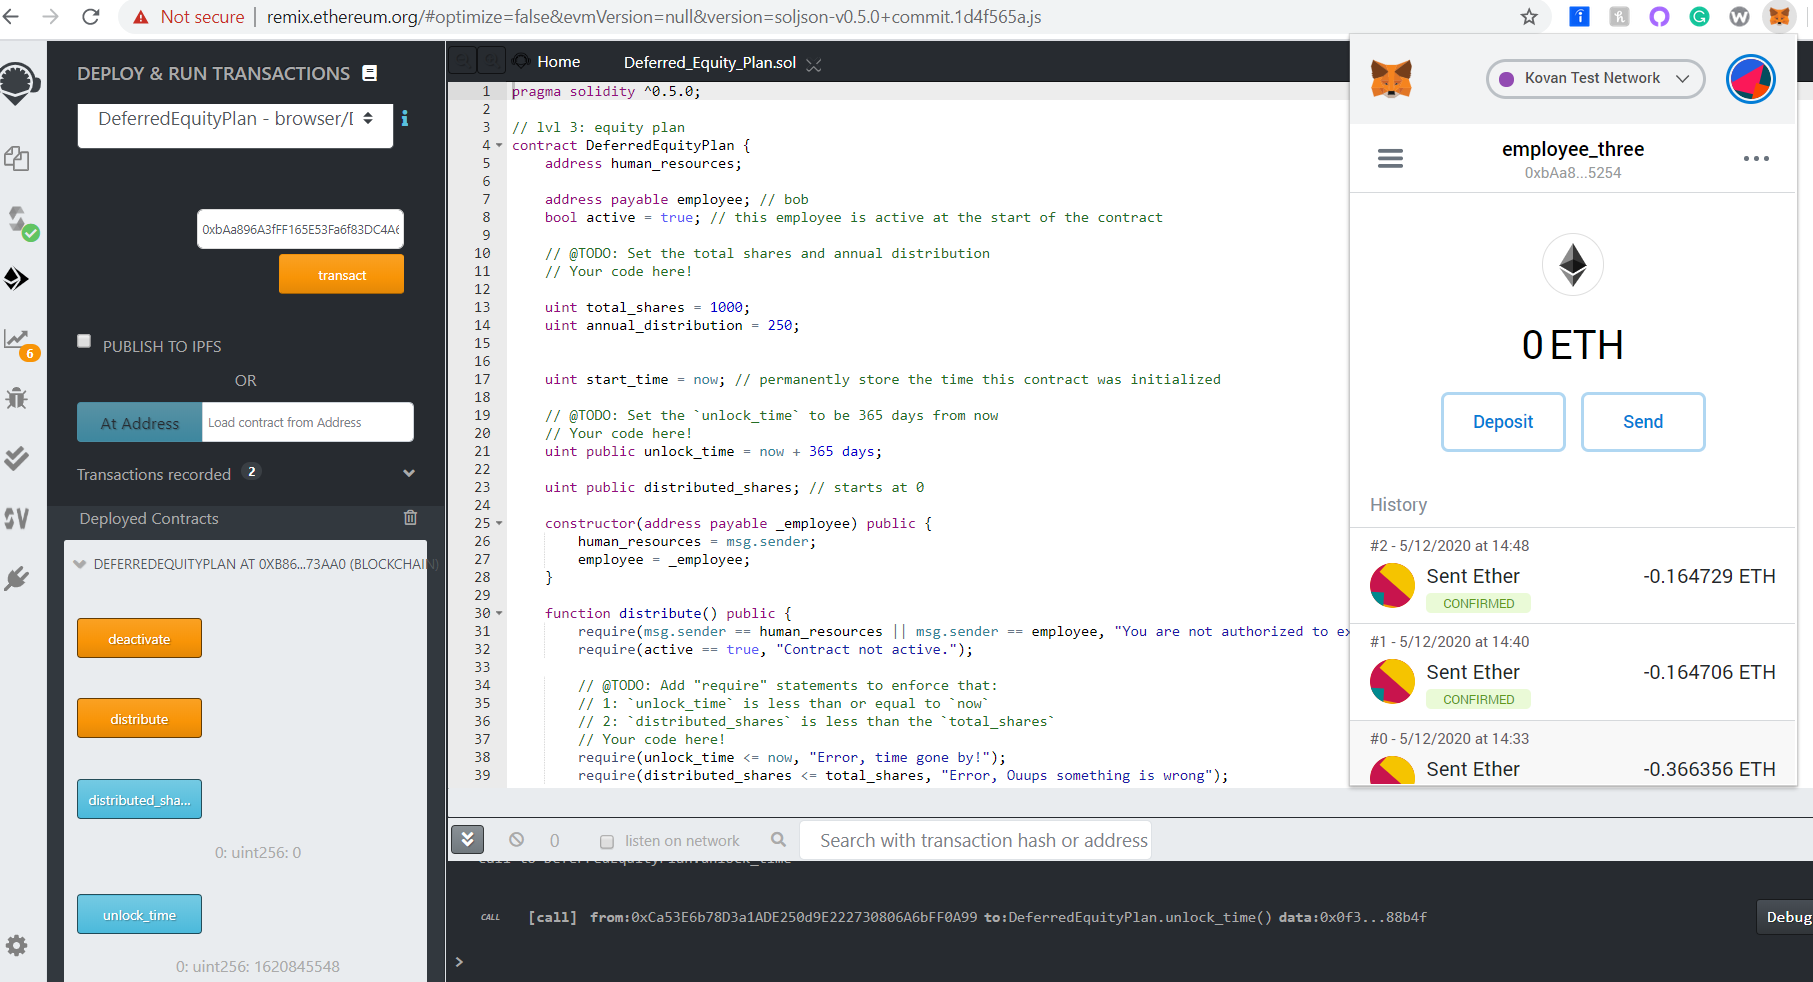 Not secure | remix.ethereum.org/#optimize=false&evmVersion=null&version=soljson-v0.5.0+commit.1d4f565a.js
DEPLOY & RUN TRANSACTIONS
DeferredEquityPlan - browser/D
i
0xbAa896A3fFF165E53Fa6f83DC4A6
transact
PUBLISH TO IPFS
OR
At Address
Load contract from Address
Transactions recorded 2
Deployed Contracts
DEFERREDEQUITYPLAN AT 0XB86...73AA0 (BLOCKCHAIN)
deactivate
distribute
distributed_sha...
0: uint256: 0
unlock_time
0: uint256: 1620845548
6
Home
Deferred_Equity_Plan.sol
1 pragma solidity ^0.5.0;
2
3 // lvl 3: equity plan
4 contract DeferredEquityPlan {
5 address human_resources;
6
7 address payable employee; // bob
8 bool active = true; // this employee is active at the start of the contract
9
10 // @TODO: Set the total shares and annual distribution
11 // Your code here!
12
13 uint total_shares = 1000;
14 uint annual_distribution = 250;
15
16
17 uint start_time = now; // permanently store the time this contract was initialized
18
19 // @TODO: Set the `unlock_time` to be 365 days from now
20 // Your code here!
21 uint public unlock_time = now + 365 days;
22
23 uint public distributed_shares; // starts at 0
24
25 constructor(address payable _employee) public {
26 human_resources = msg.sender;
27 employee = _employee;
28 }
29
30 function distribute() public {
31 require(msg.sender == human_resources || msg.sender == employee, "You are not authorized to ex
32 require(active == true, "Contract not active.");
33
34 // @TODO: Add "require" statements to enforce that:
35 // 1: `unlock_time` is less than or equal to `now`
36 // 2: `distributed_shares` is less than the `total_shares`
37 // Your code here!
38 require(unlock_time <= now, "Error, time gone by!");
39 require(distributed_shares <= total_shares, "Error, Ouups something is wrong");
0
listen on network
Search with transaction hash or address
call to DeferredEquityPlan.unlock_time
CALL [call] from:0xCa53E6b78D3a1ADE250d9E222730806A6bFF0A99 to:DeferredEquityPlan.unlock_time() data:0x0f3...88b4f
Debug
>
Kovan Test Network
employee_three
0xbAa8...5254
0 ETH
Deposit
Send
History
#2 - 5/12/2020 at 14:48
Sent Ether -0.164729 ETH
CONFIRMED
#1 - 5/12/2020 at 14:40
Sent Ether -0.164706 ETH
CONFIRMED
#0 - 5/12/2020 at 14:33
Sent Ether -0.366356 ETH